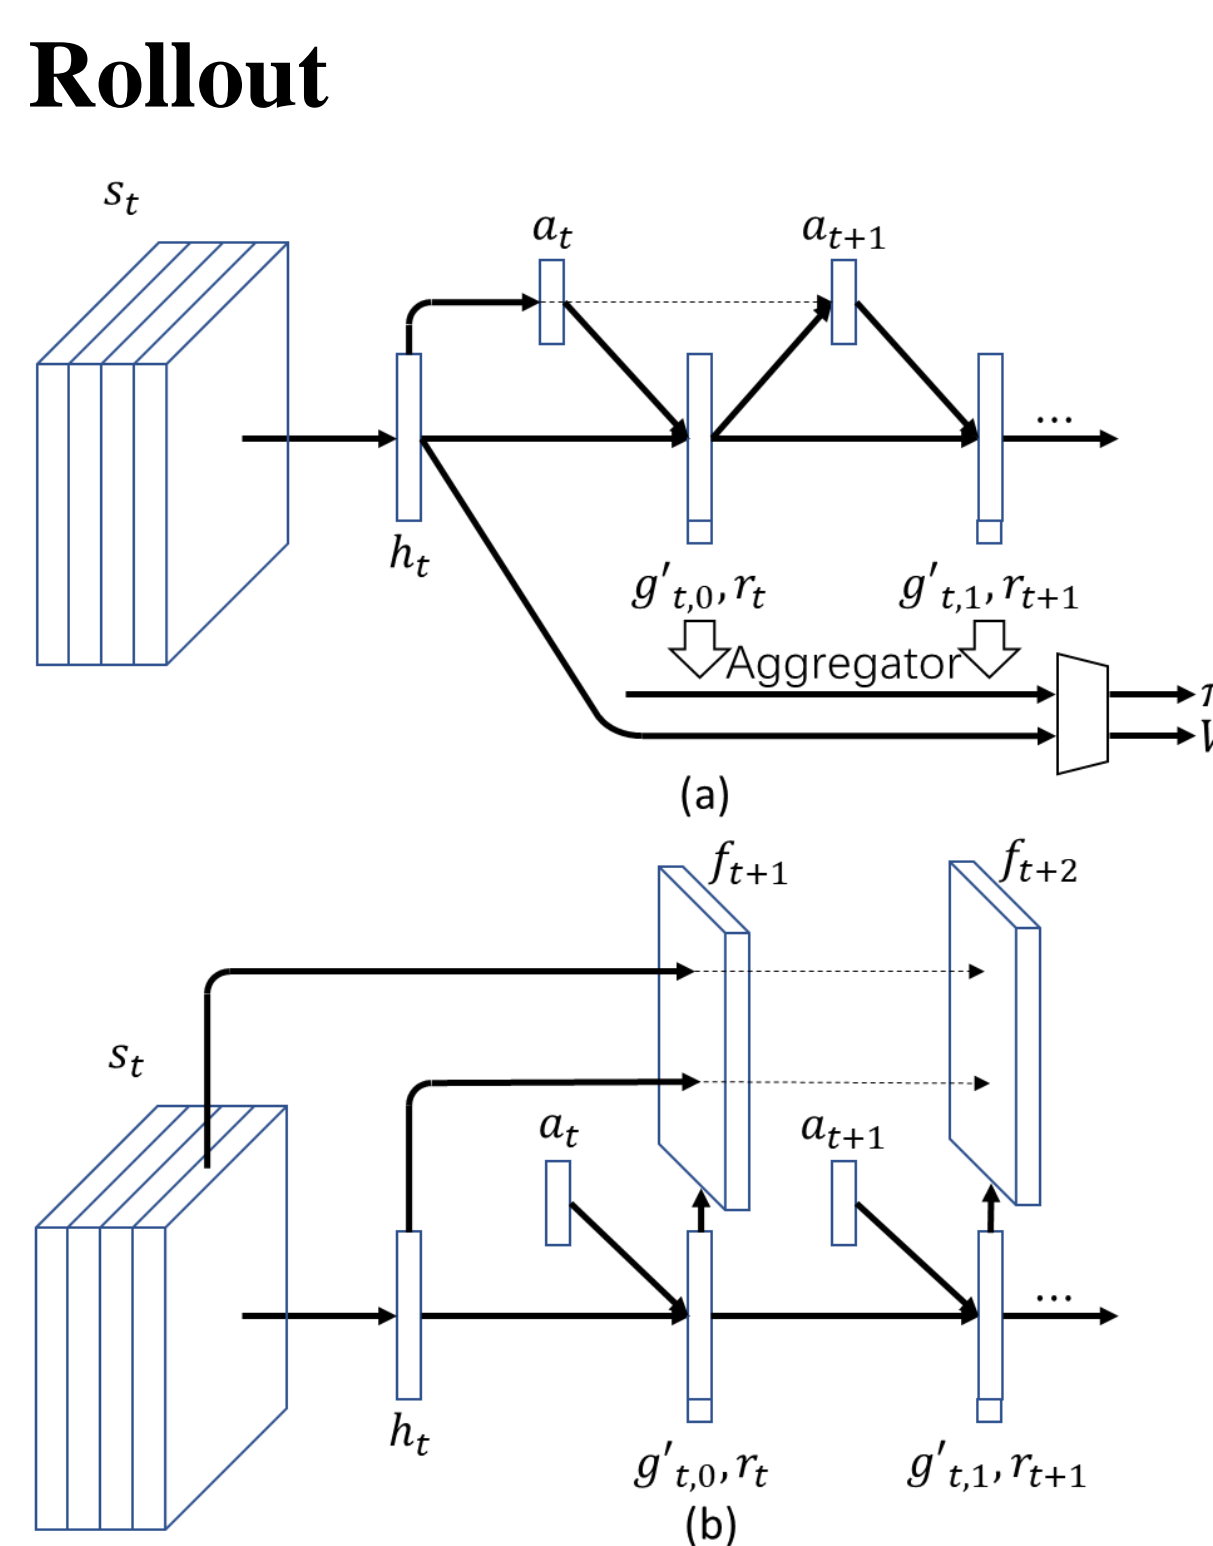 Rollout
s_t
a_t
a_{t+1}
...
h_t
g'_{t,0}, r_t
g'_{t,1}, r_{t+1}
Aggregator
(a)
f_{t+1}
f_{t+2}
s_t
a_t
a_{t+1}
...
h_t
g'_{t,0}, r_t
g'_{t,1}, r_{t+1}
(b)